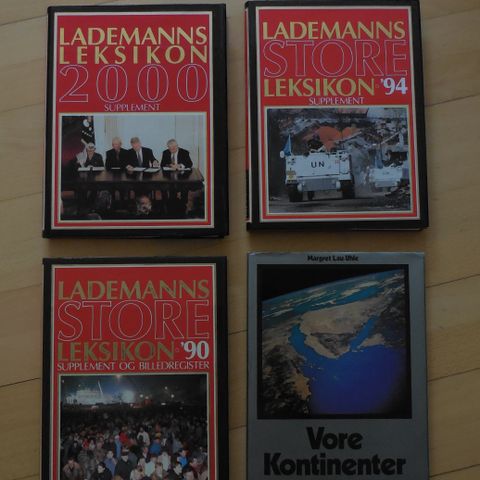 LADEMANNS
LEKSIKON
2000
SUPPLEMENT
LADEMANNS
STORE
LEKSIKON·'94
SUPPLEMENT
UN
LADEMANNS
STORE
LEKSIKON·'90
SUPPLEMENT OG BILLEDREGISTER
Margret Lau-Uhle
Vore
Kontinenter